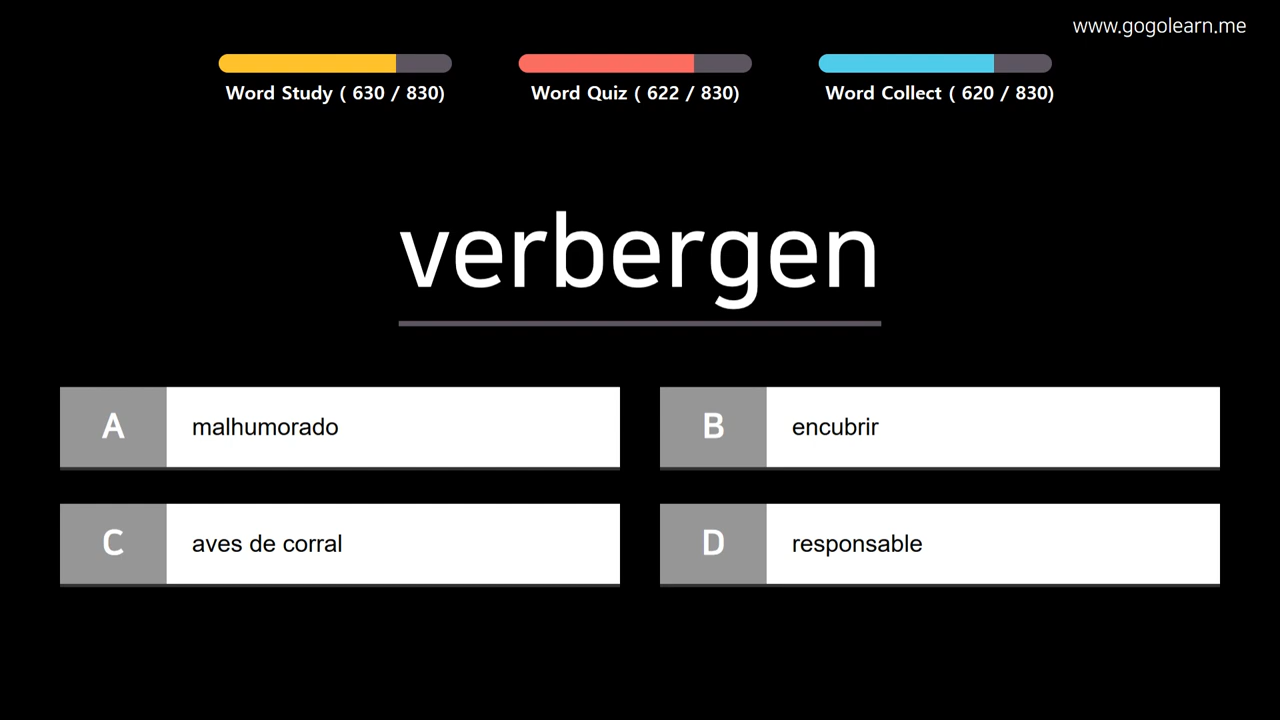 www.gogolearn.me
Word Study ( 630 / 830)
Word Quiz ( 622 / 830)
Word Collect ( 620 / 830)
verbergen
A malhumorado
B encubrir
C aves de corral
D responsable